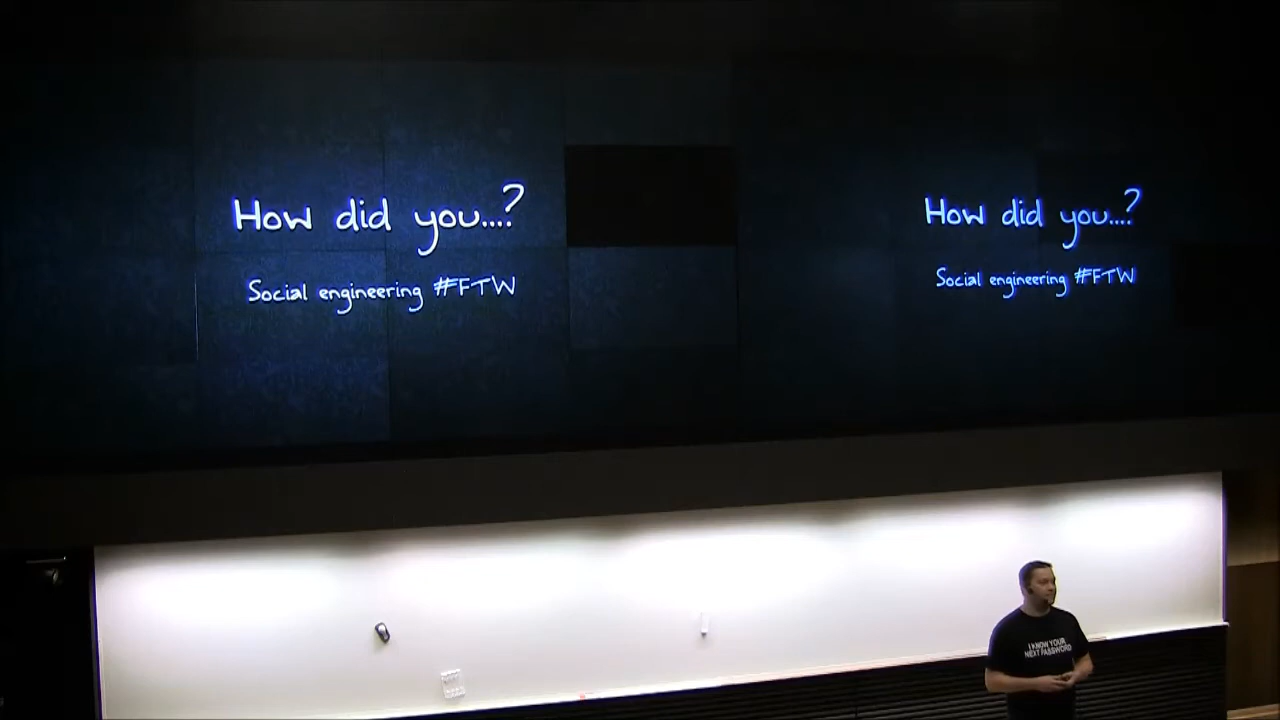 How did you...?
Social engineering #FTW
How did you...?
Social engineering #FTW
I KNOW YOUR
NEXT PASSWORD